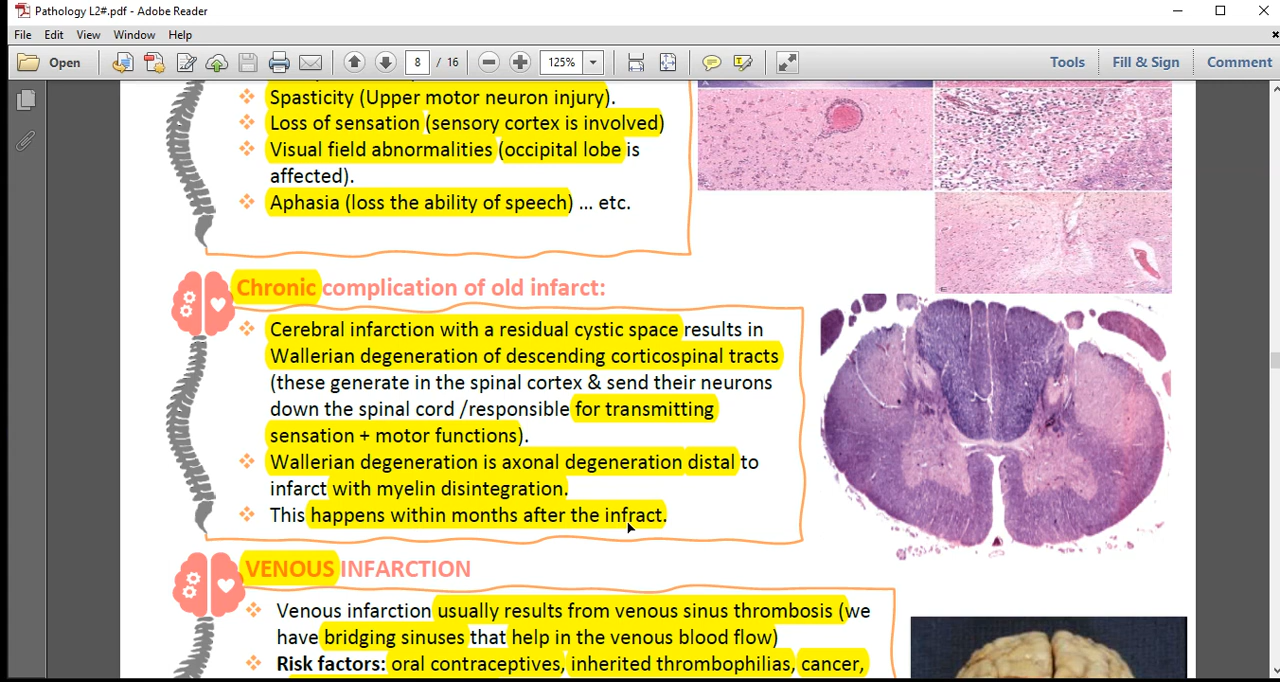 Pathology L2#.pdf - Adobe Reader
File Edit View Window Help
Open 8 / 16 125% Tools Fill & Sign Comment
Spasticity (Upper motor neuron injury).
Loss of sensation (sensory cortex is involved)
Visual field abnormalities (occipital lobe is
affected).
Aphasia (loss the ability of speech) ... etc.
Chronic complication of old infarct:
Cerebral infarction with a residual cystic space results in
Wallerian degeneration of descending corticospinal tracts
(these generate in the spinal cortex & send their neurons
down the spinal cord /responsible for transmitting
sensation + motor functions).
Wallerian degeneration is axonal degeneration distal to
infarct with myelin disintegration.
This happens within months after the infract.
VENOUS INFARCTION
Venous infarction usually results from venous sinus thrombosis (we
have bridging sinuses that help in the venous blood flow)
Risk factors: oral contraceptives, inherited thrombophilias, cancer,